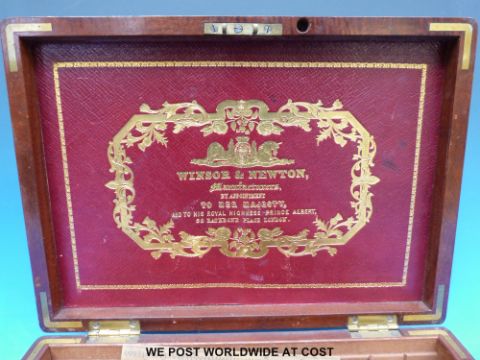 WINSOR & NEWTON,
Manufacturers,
BY APPOINTMENT
TO HER MAJESTY,
AND TO HIS ROYAL HIGHNESS PRINCE ALBERT,
38 RATHBONE PLACE LONDON.
WE POST WORLDWIDE AT COST